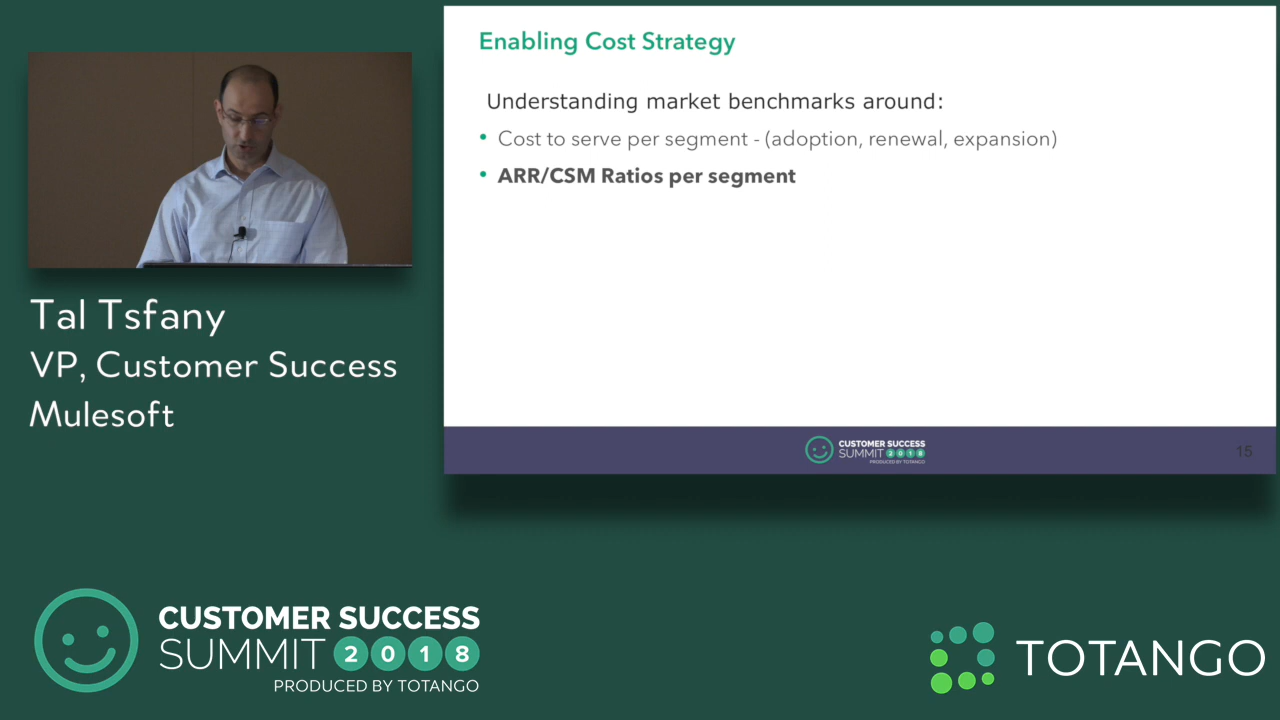 Enabling Cost Strategy
Understanding market benchmarks around:
• Cost to serve per segment - (adoption, renewal, expansion)
• ARR/CSM Ratios per segment
CUSTOMER SUCCESS
SUMMIT 2018
PRODUCED BY TOTANGO
15
Tal Tsfany
VP, Customer Success
Mulesoft
CUSTOMER SUCCESS
SUMMIT 2018
PRODUCED BY TOTANGO
TOTANGO